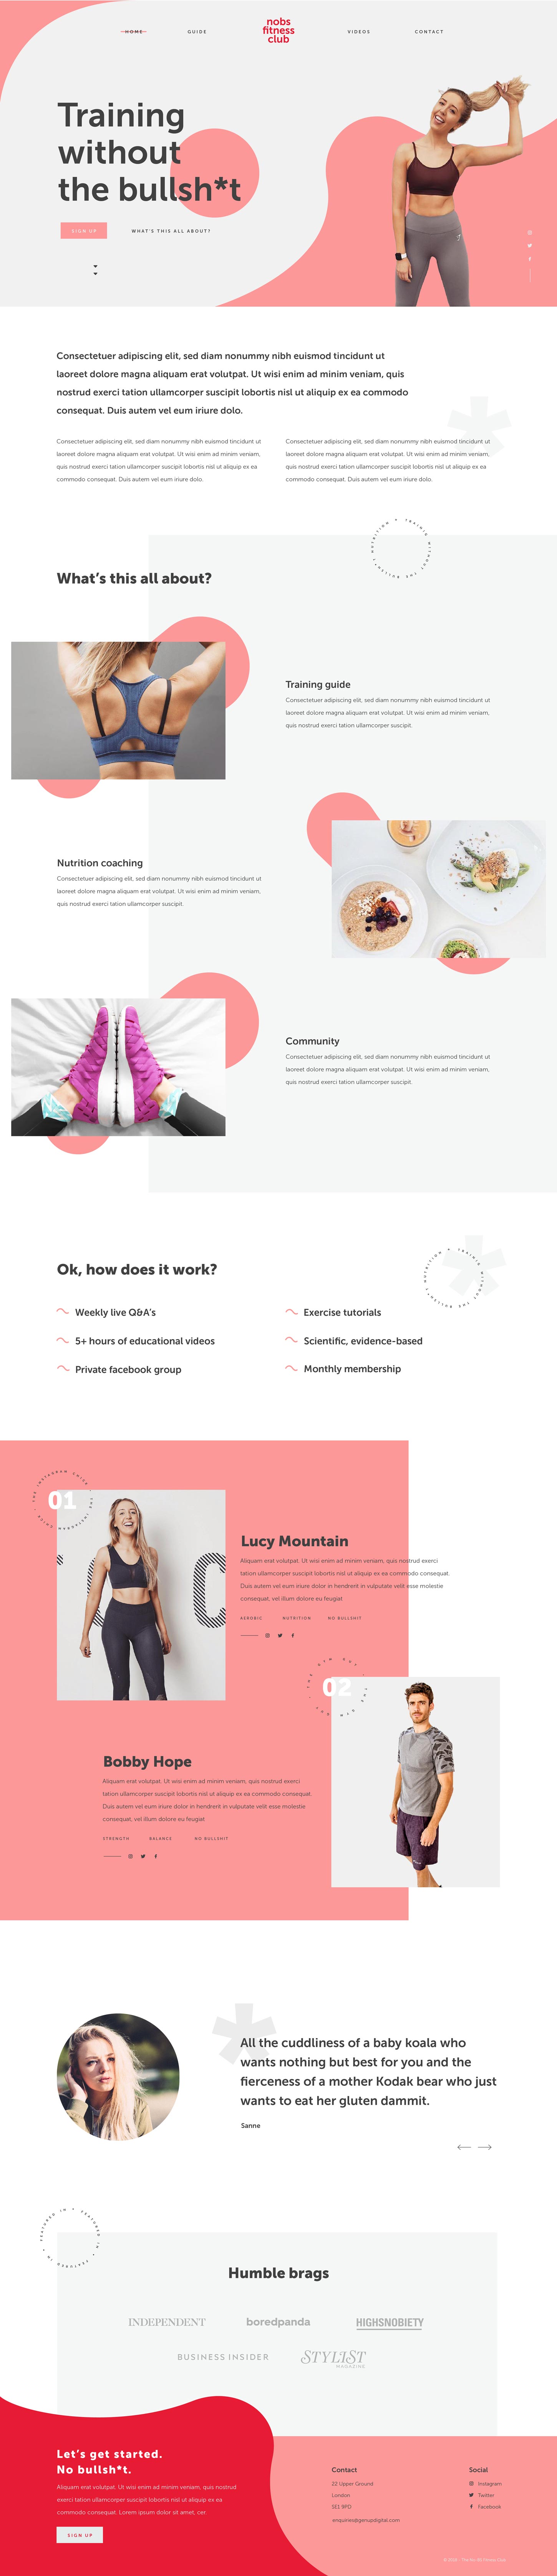 nobs
fitness
club
HOME
GUIDE
VIDEOS
CONTACT
Training
without
the bullsh*t
SIGN UP
WHAT'S THIS ALL ABOUT?
Consectetuer adipiscing elit, sed diam nonummy nibh euismod tincidunt ut
laoreet dolore magna aliquam erat volutpat. Ut wisi enim ad minim veniam, quis
nostrud exerci tation ullamcorper suscipit lobortis nisl ut aliquip ex ea commodo
consequat. Duis autem vel eum iriure dolo.
Consectetuer adipiscing elit, sed diam nonummy nibh euismod tincidunt ut
laoreet dolore magna aliquam erat volutpat. Ut wisi enim ad minim veniam,
quis nostrud exerci tation ullamcorper suscipit lobortis nisl ut aliquip ex ea
commodo consequat. Duis autem vel eum iriure dolo.
Consectetuer adipiscing elit, sed diam nonummy nibh euismod tincidunt ut
laoreet dolore magna aliquam erat volutpat. Ut wisi enim ad minim veniam,
quis nostrud exerci tation ullamcorper suscipit lobortis nisl ut aliquip ex ea
commodo consequat. Duis autem vel eum iriure dolo.
What's this all about?
Training guide
Consectetuer adipiscing elit, sed diam nonummy nibh euismod tincidunt ut
laoreet dolore magna aliquam erat volutpat. Ut wisi enim ad minim veniam,
quis nostrud exerci tation ullamcorper suscipit.
Nutrition coaching
Consectetuer adipiscing elit, sed diam nonummy nibh euismod tincidunt ut
laoreet dolore magna aliquam erat volutpat. Ut wisi enim ad minim veniam,
quis nostrud exerci tation ullamcorper suscipit.
Community
Consectetuer adipiscing elit, sed diam nonummy nibh euismod tincidunt ut
laoreet dolore magna aliquam erat volutpat. Ut wisi enim ad minim veniam,
quis nostrud exerci tation ullamcorper suscipit.
Ok, how does it work?
Weekly live Q&A's
Exercise tutorials
5+ hours of educational videos
Scientific, evidence-based
Private facebook group
Monthly membership
01
Lucy Mountain
Aliquam erat volutpat. Ut wisi enim ad minim veniam, quis nostrud exerci
tation ullamcorper suscipit lobortis nisl ut aliquip ex ea commodo consequat.
Duis autem vel eum iriure dolor in hendrerit in vulputate velit esse molestie
consequat, vel illum dolore eu feugiat
AEROBIC
NUTRITION
NO BULLSHIT
02
Bobby Hope
Aliquam erat volutpat. Ut wisi enim ad minim veniam, quis nostrud exerci
tation ullamcorper suscipit lobortis nisl ut aliquip ex ea commodo consequat.
Duis autem vel eum iriure dolor in hendrerit in vulputate velit esse molestie
consequat, vel illum dolore eu feugiat
STRENGTH
BALANCE
NO BULLSHIT
All the cuddliness of a baby koala who
wants nothing but best for you and the
fierceness of a mother Kodak bear who just
wants to eat her gluten dammit.
Sanne
Humble brags
INDEPENDENT
boredpanda
HIGHSNOBIETY
BUSINESS INSIDER
STYLIST
MAGAZINE
Let's get started.
No bullsh*t.
Aliquam erat volutpat. Ut wisi enim ad minim veniam, quis nostrud
exerci tation ullamcorper suscipit lobortis nisl ut aliquip ex ea
commodo consequat. Lorem ipsum dolor sit amet, cer
SIGN UP
Contact
22 Upper Ground
London
SE1 9PD
enquiries@genupdigital.com
Social
Instagram
Twitter
Facebook